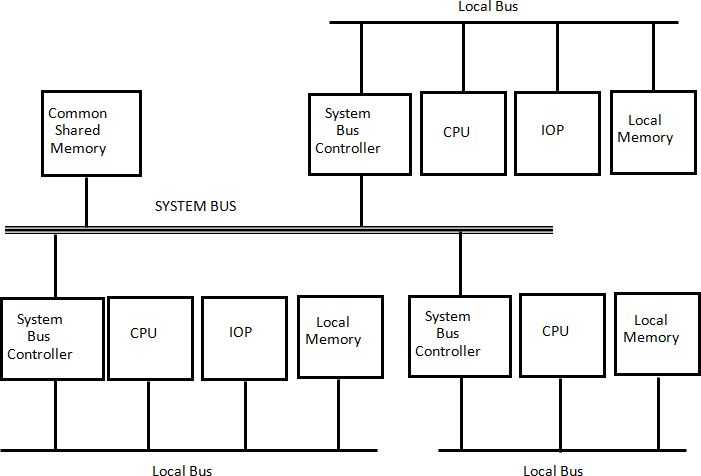 Local Bus
Common
Shared
Memory
System
Bus
Controller
CPU
IOP
Local
Memory
SYSTEM BUS
System
Bus
Controller
CPU
IOP
Local
Memory
System
Bus
Controller
CPU
Local
Memory
Local Bus
Local Bus